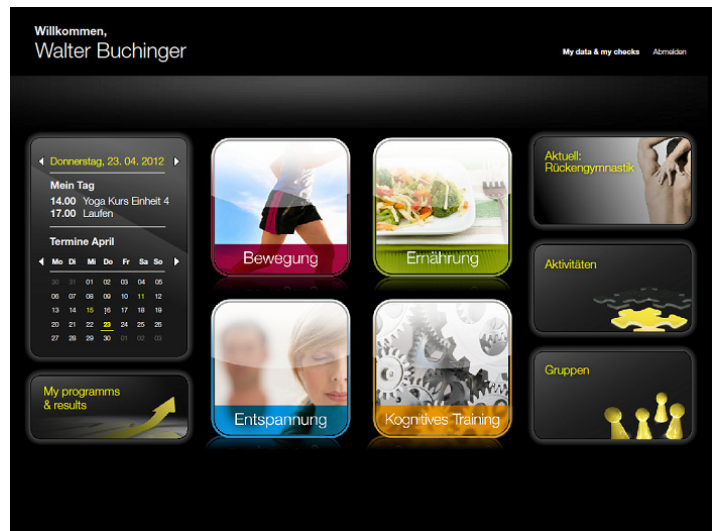 Willkommen,
Walter Buchinger
My data & my checks Abmelden
Donnerstag, 23. 04. 2012
Mein Tag
14.00 Yoga Kurs Einheit 4
17.00 Laufen
Termine April
Mo Di Mi Do Fr Sa So
30 31 01 02 03 04 05
06 07 08 09 10 11 12
13 14 15 16 17 18 19
20 21 22 23 24 25 26
27 28 29 30 01 02 03
My programms
& results
Bewegung
Ernährung
Entspannung
Kognitives Training
Aktuell:
Rückengymnastik
Aktivitäten
Gruppen